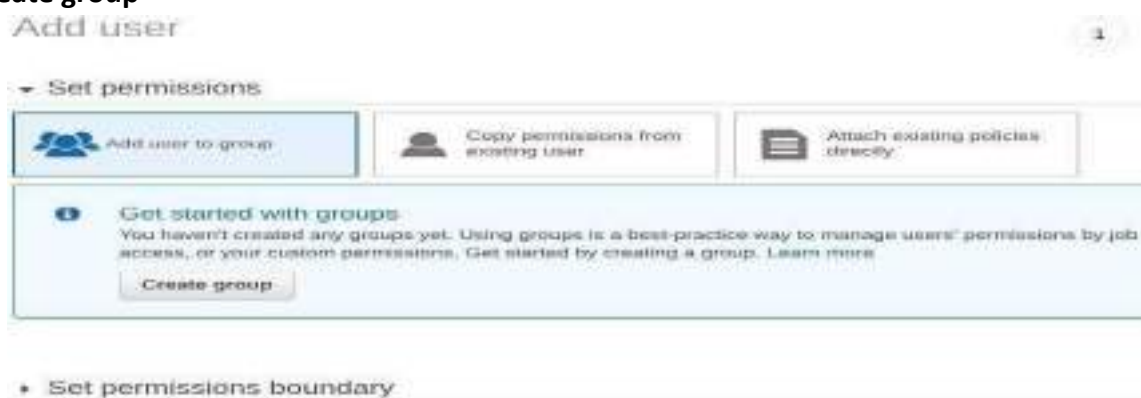 eate group
Add user
1
Set permissions
Add user to group
Copy permissions from
existing user
Attach existing policies
directly
Get started with groups
You haven't created any groups yet. Using groups is a best-practice way to manage users' permissions by job
access, or your custom permissions. Get started by creating a group. Learn more
Create group
Set permissions boundary